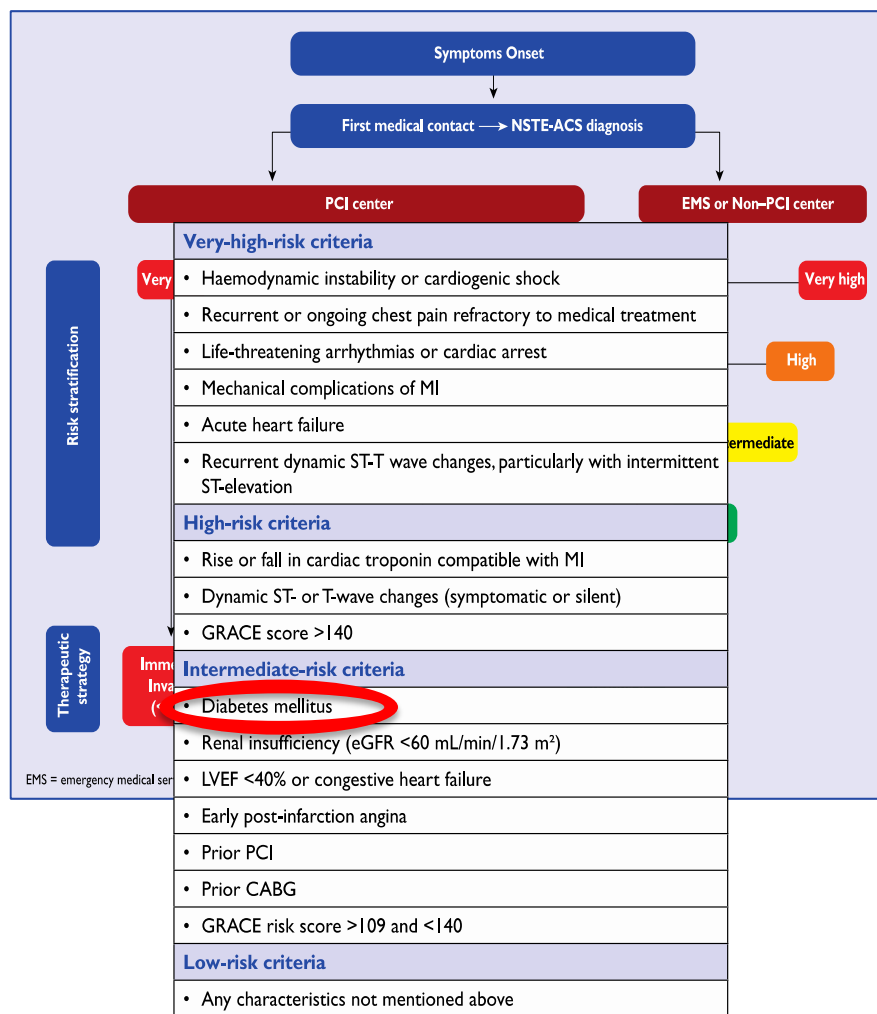 Symptoms Onset
First medical contact → NSTE-ACS diagnosis
PCI center
EMS or Non–PCI center
Very-high-risk criteria
• Haemodynamic instability or cardiogenic shock
• Recurrent or ongoing chest pain refractory to medical treatment
• Life-threatening arrhythmias or cardiac arrest
• Mechanical complications of MI
• Acute heart failure
• Recurrent dynamic ST-T wave changes, particularly with intermittent
ST-elevation
High-risk criteria
• Rise or fall in cardiac troponin compatible with MI
• Dynamic ST- or T-wave changes (symptomatic or silent)
• GRACE score >140
Intermediate-risk criteria
• Diabetes mellitus
• Renal insufficiency (eGFR <60 mL/min/1.73 m²)
• LVEF <40% or congestive heart failure
• Early post-infarction angina
• Prior PCI
• Prior CABG
• GRACE risk score >109 and <140
Low-risk criteria
• Any characteristics not mentioned above
Risk stratification
Very
Very high
High
Therapeutic
strategy
EMS = emergency medical